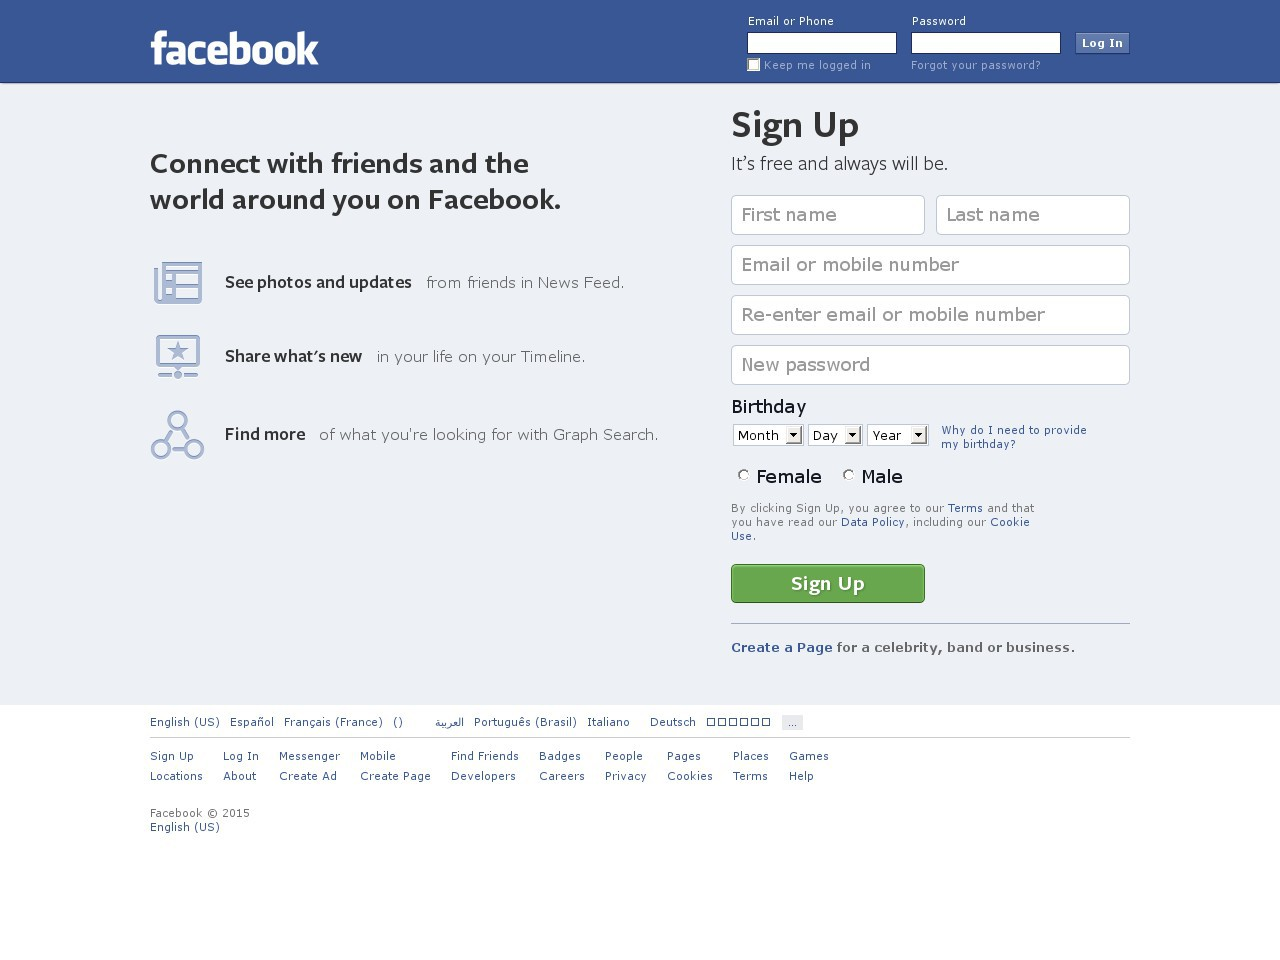 facebook
Email or Phone
Password
Log In
Keep me logged in
Forgot your password?
Connect with friends and the
world around you on Facebook.
See photos and updates from friends in News Feed.
Share what's new in your life on your Timeline.
Find more of what you're looking for with Graph Search.
Sign Up
It's free and always will be.
First name
Last name
Email or mobile number
Re-enter email or mobile number
New password
Birthday
Month
Day
Year
Why do I need to provide
my birthday?
Female
Male
By clicking Sign Up, you agree to our Terms and that
you have read our Data Policy, including our Cookie
Use.
Sign Up
Create a Page for a celebrity, band or business.
English (US) Español Français (France) () العربية Português (Brasil) Italiano Deutsch ...
Sign Up Log In Messenger Mobile Find Friends Badges People Pages Places Games
Locations About Create Ad Create Page Developers Careers Privacy Cookies Terms Help
Facebook © 2015
English (US)